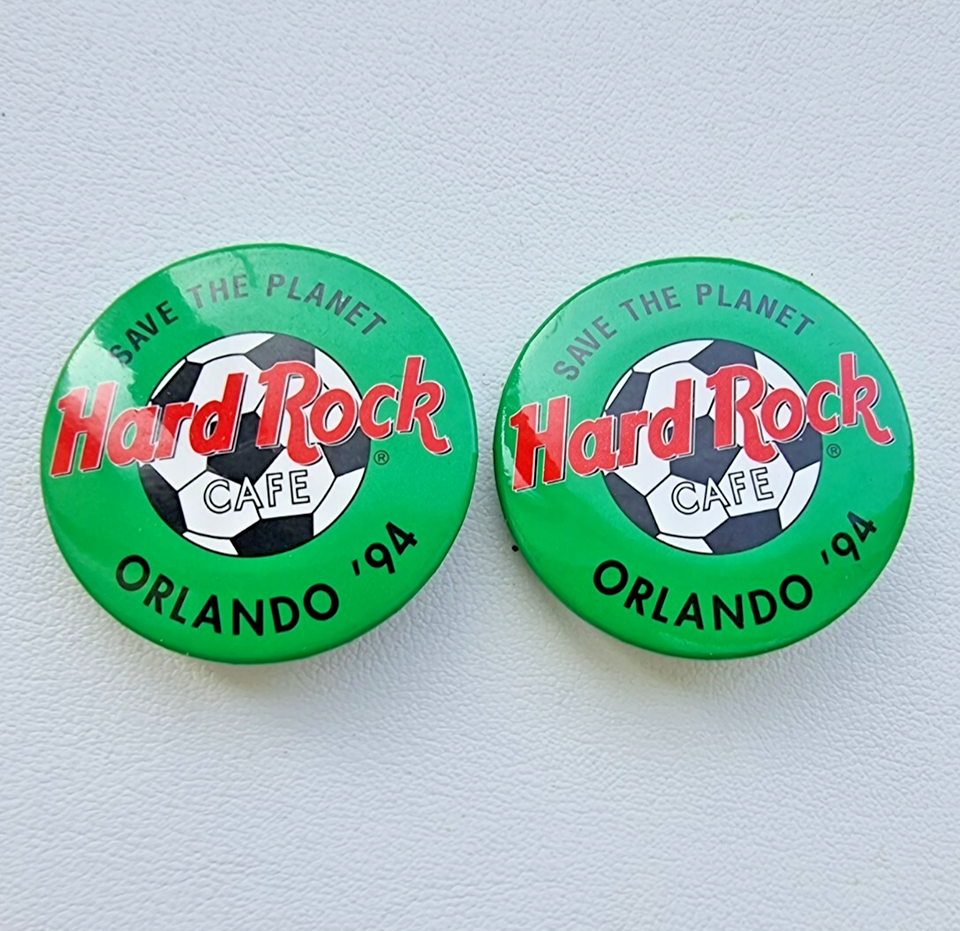 SAVE THE PLANET
Hard Rock
CAFE
®
ORLANDO '94
SAVE THE PLANET
Hard Rock
CAFE
®
ORLANDO '94